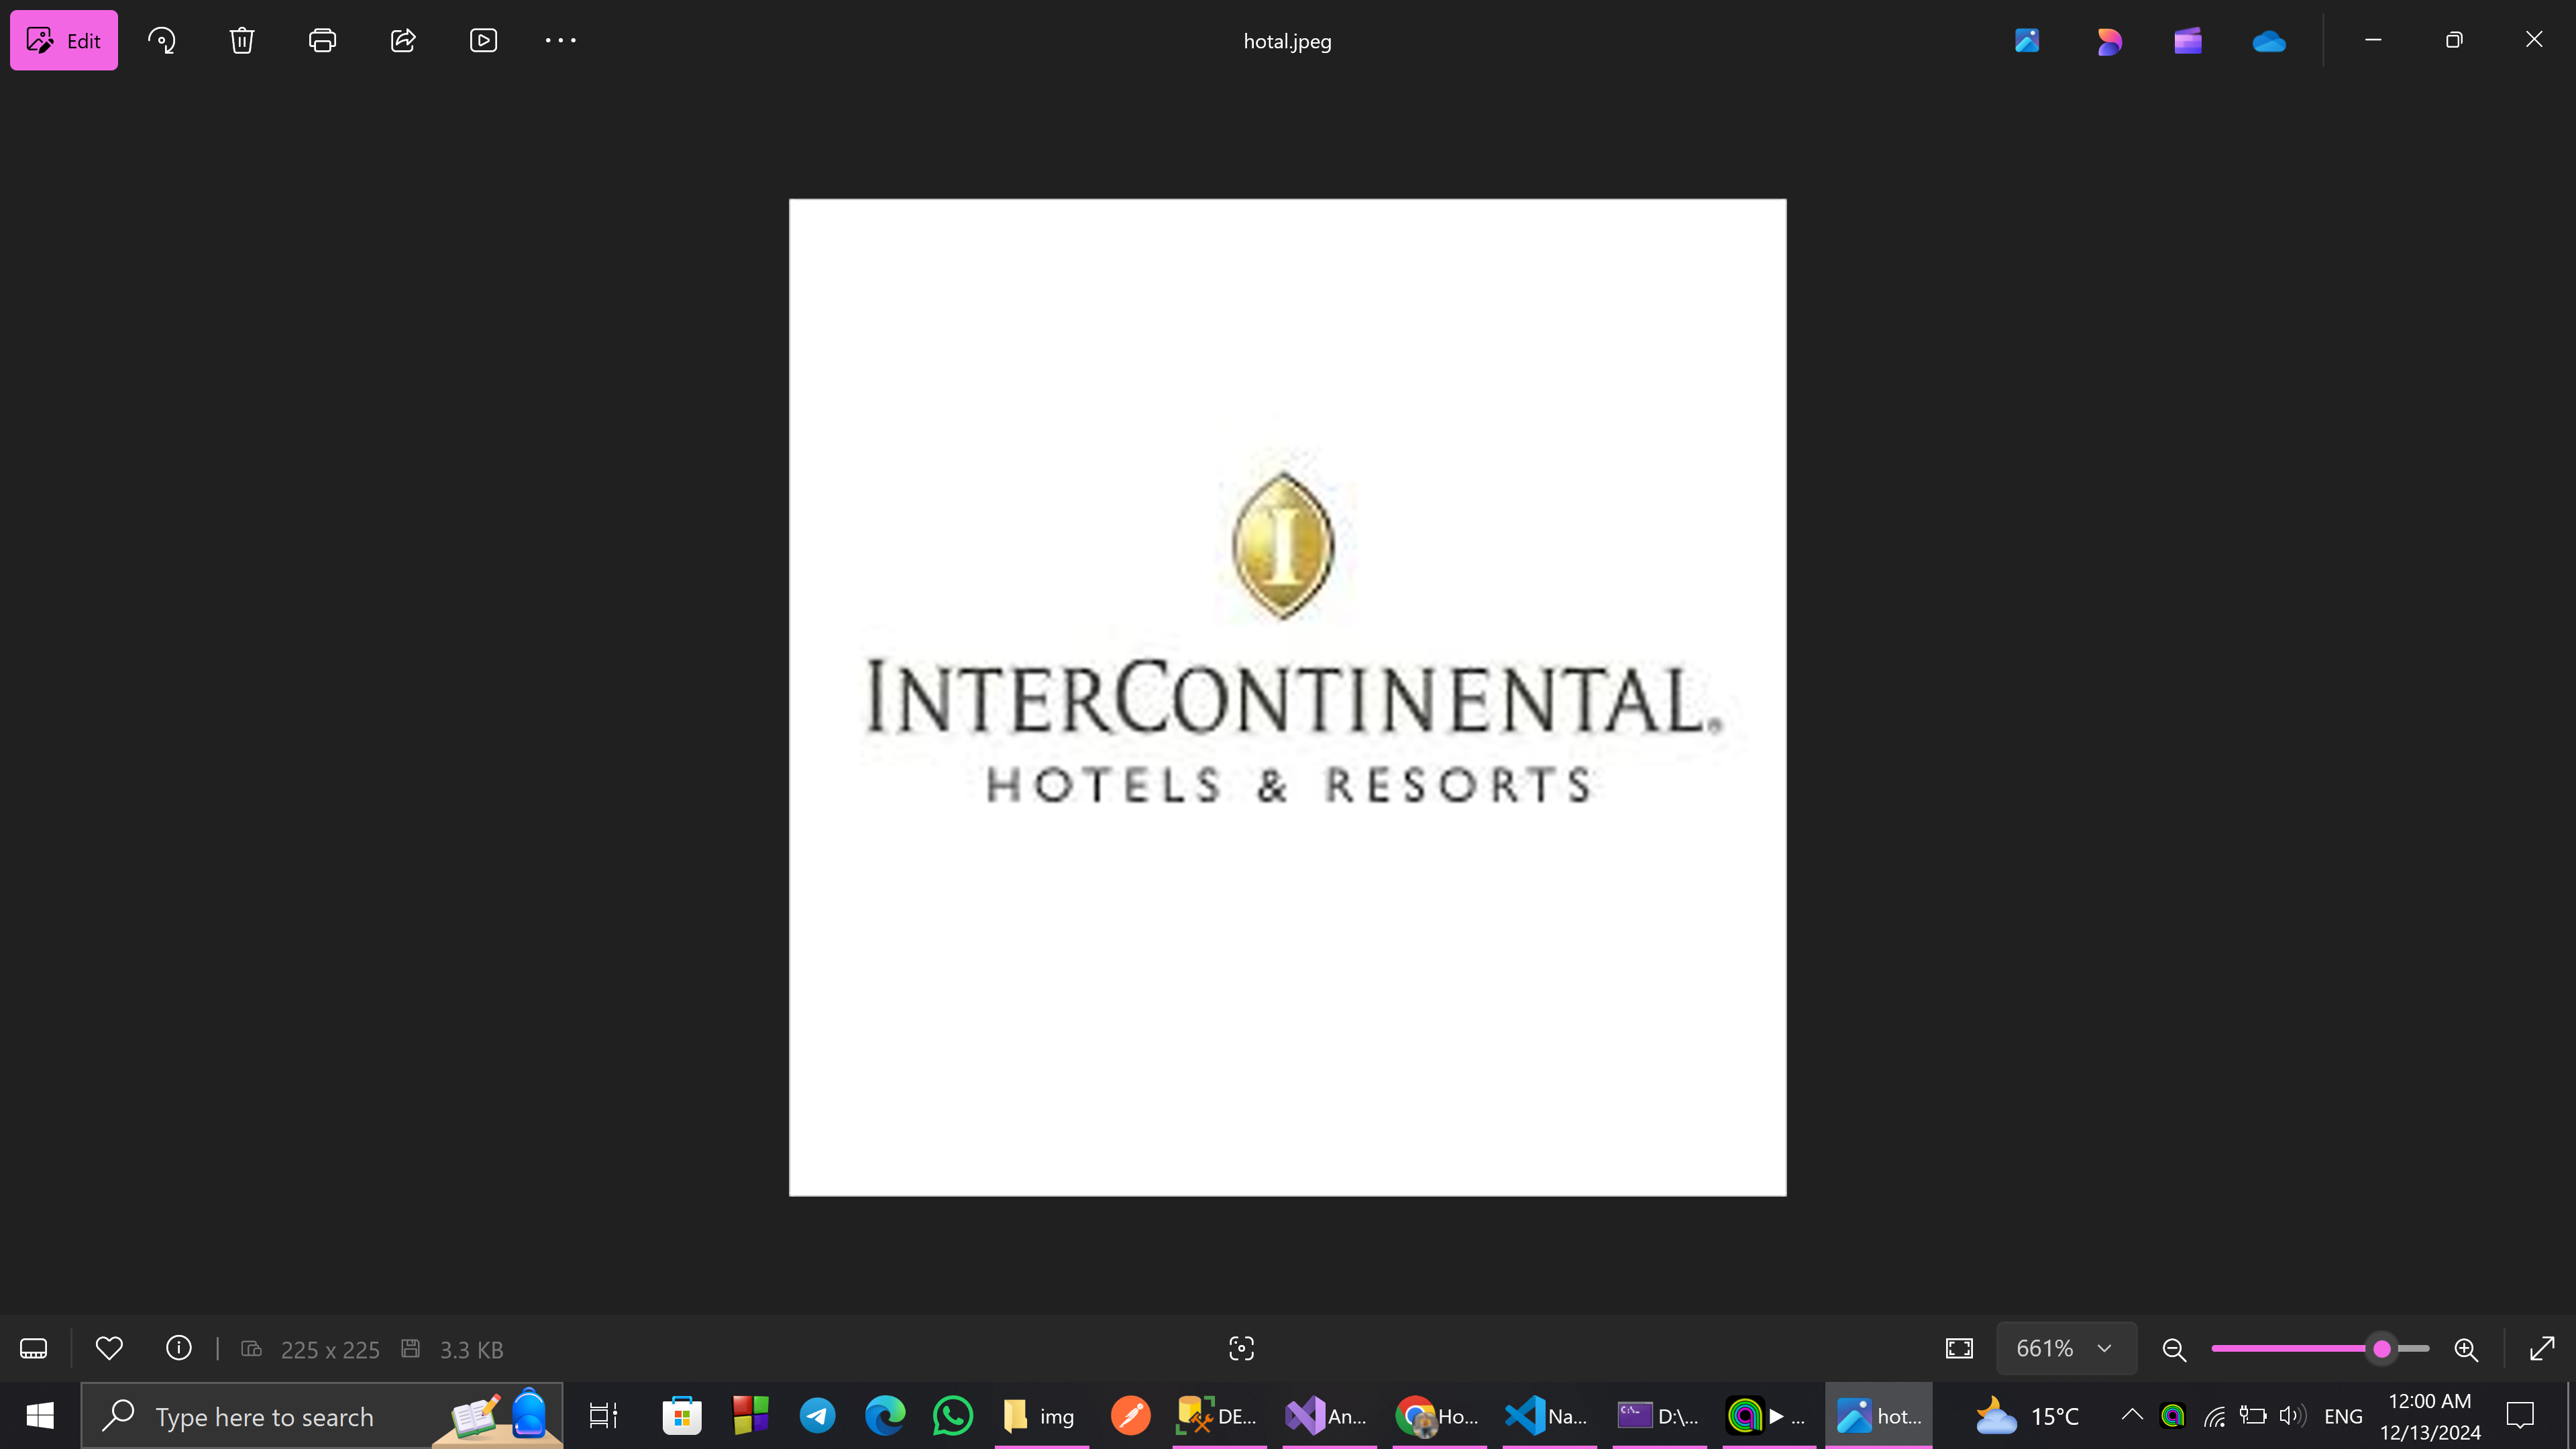 Edit
hotal.jpeg
I
INTERCONTINENTAL®
HOTELS & RESORTS
225 x 225
3.3 KB
661%
Type here to search
img
DE...
An...
Ho...
Na...
D:\...
...
hot...
15°C
ENG
12:00 AM
12/13/2024